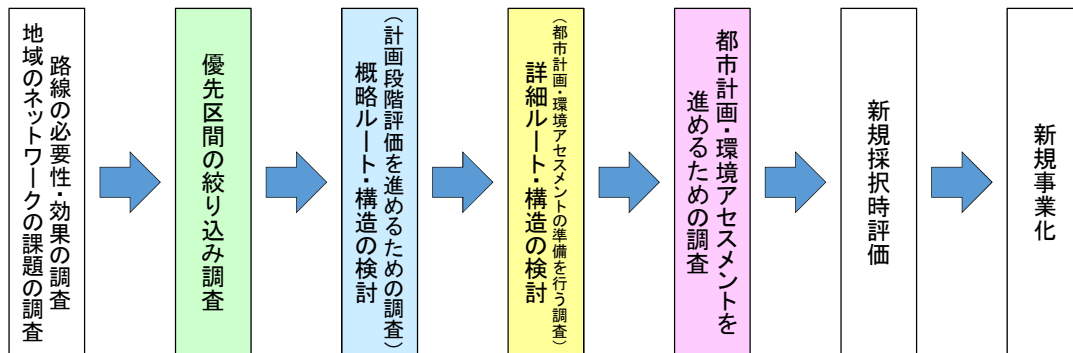 路線の必要性・効果の調査
地域のネットワークの課題の調査
優先区間の絞り込み調査
（計画段階評価を進めるための調査）
概略ルート・構造の検討
（都市計画・環境アセスメントの準備を行う調査）
詳細ルート・構造の検討
都市計画・環境アセスメントを
進めるための調査
新規採択時評価
新規事業化